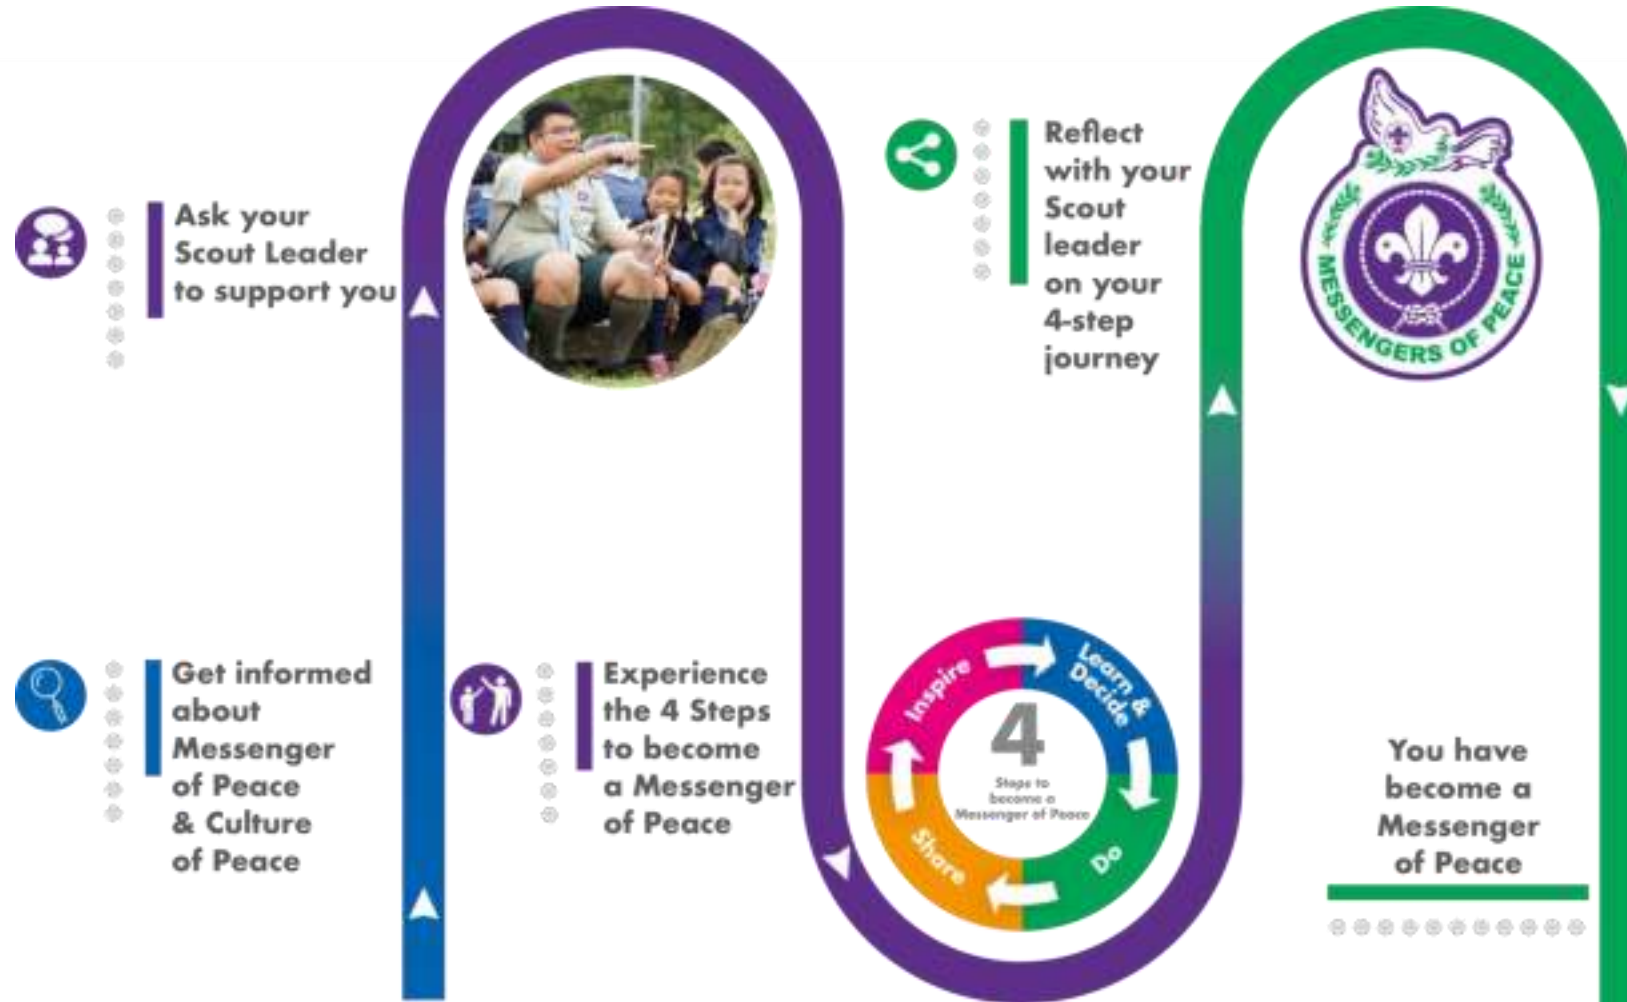 Get informed
about
Messenger
of Peace
& Culture
of Peace
Ask your
Scout Leader
to support you
Experience
the 4 Steps
to become
a Messenger
of Peace
Inspire
Learn &
Decide
Do
Share
4
Steps to
become a
Messenger of Peace
Reflect
with your
Scout
leader
on your
4-step
journey
MESSENGERS OF PEACE
You have
become a
Messenger
of Peace